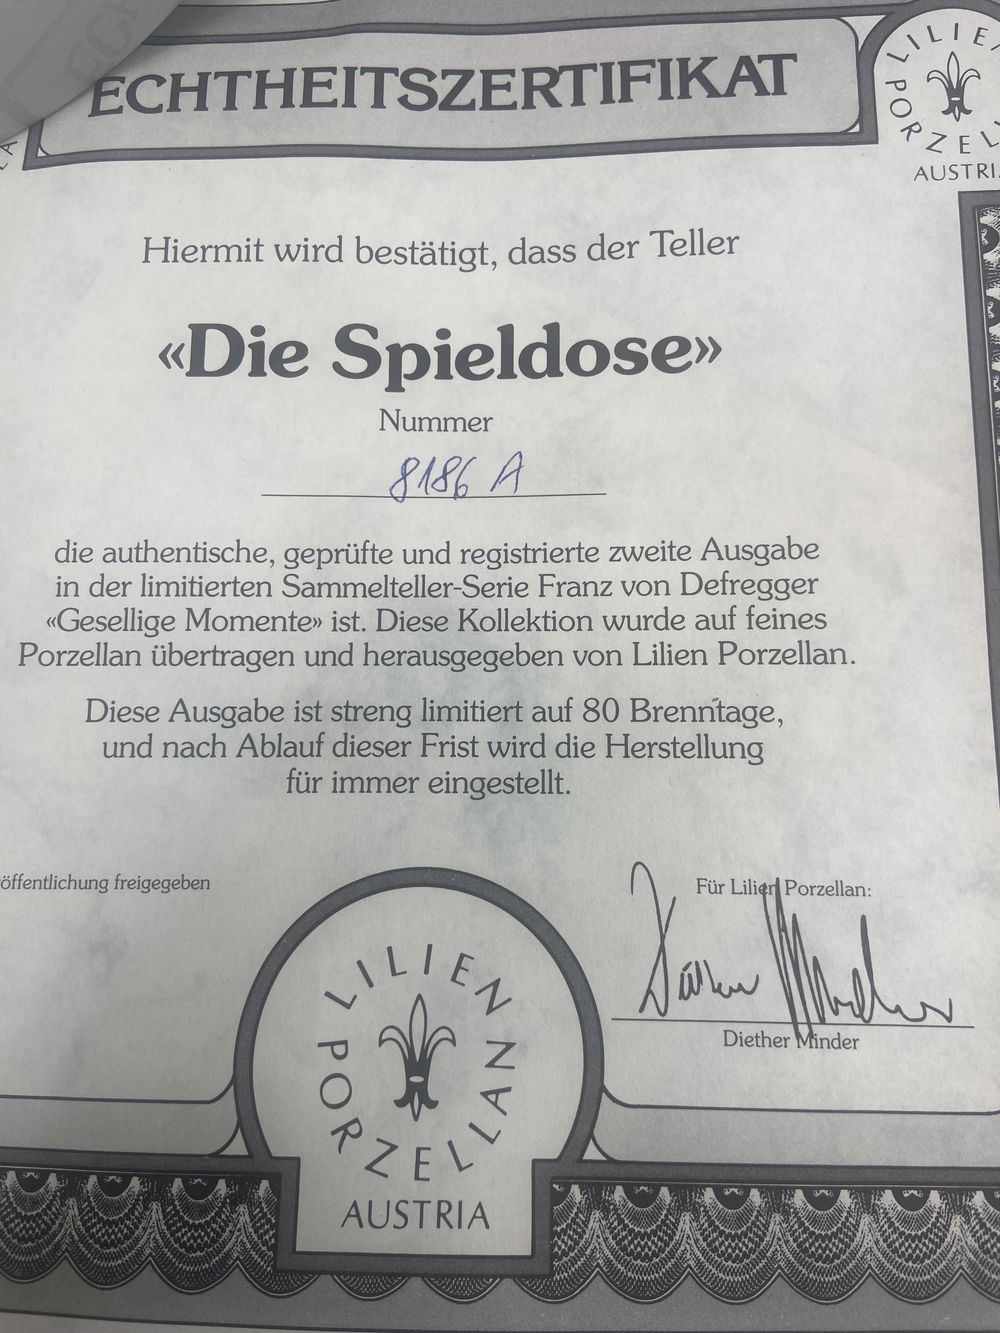 ECHTHEITSZERTIFIKAT
LILIEN PORZELLAN
AUSTRIA
Hiermit wird bestätigt, dass der Teller
«Die Spieldose»
Nummer
8186 A
die authentische, geprüfte und registrierte zweite Ausgabe
in der limitierten Sammelteller-Serie Franz von Defregger
«Gesellige Momente» ist. Diese Kollektion wurde auf feines
Porzellan übertragen und herausgegeben von Lilien Porzellan.
Diese Ausgabe ist streng limitiert auf 80 Brenntage,
und nach Ablauf dieser Frist wird die Herstellung
für immer eingestellt.
öffentlichung freigegeben
Für Lilien Porzellan:
Diether Minder
Diether Minder
LILIEN PORZELLAN
AUSTRIA